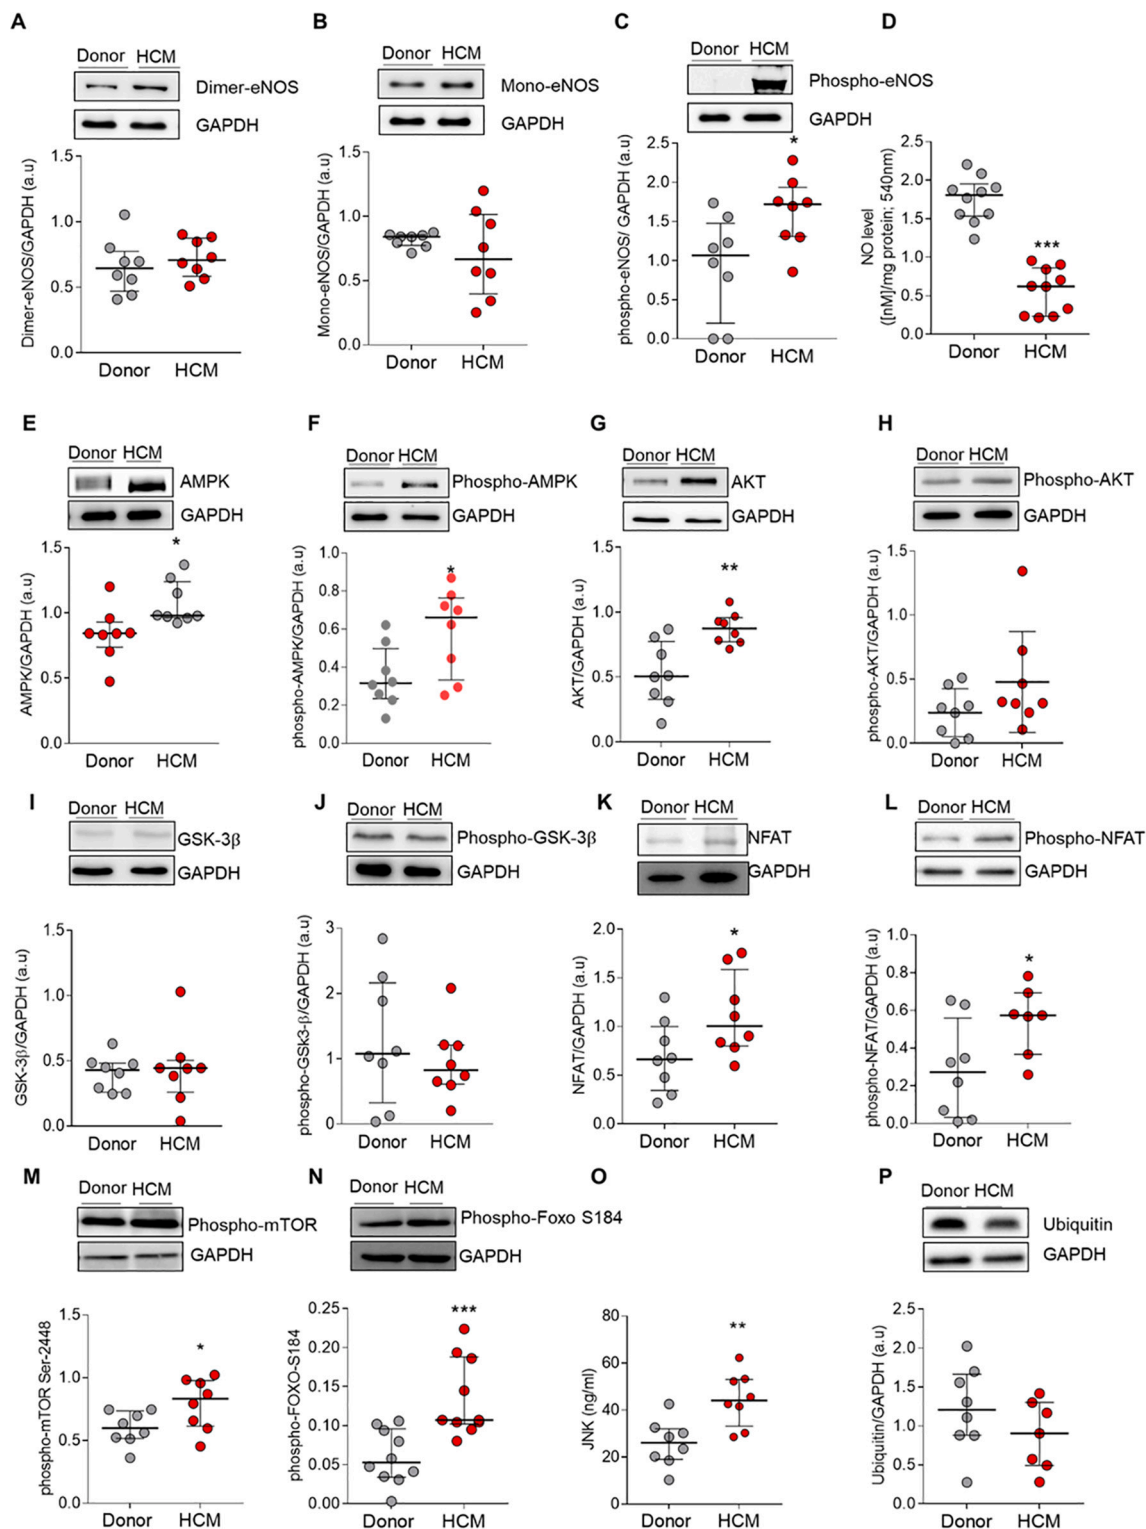 A
Donor HCM
Dimer-eNOS
GAPDH
Dimer-eNOS/GAPDH (a.u)
1.5
1.0
0.5
0.0
Donor HCM
B
Donor HCM
Mono-eNOS
GAPDH
Mono-eNOS/GAPDH (a.u)
1.5
1.0
0.5
0.0
Donor HCM
C
Donor HCM
Phospho-eNOS
GAPDH
phospho-eNOS/ GAPDH (a.u)
2.5
2.0
1.5
1.0
0.5
0.0
*
Donor HCM
D
NO level
([nM]/mg protein; 540nm)
2.5
2.0
1.5
1.0
0.5
0.0
***
Donor HCM
E
Donor HCM
AMPK
GAPDH
AMPK/GAPDH (a.u)
1.5
1.0
0.5
0.0
*
Donor HCM
F
Donor HCM
Phospho-AMPK
GAPDH
phospho-AMPK/GAPDH (a.u)
1.0
0.8
0.6
0.4
0.2
0.0
*
Donor HCM
G
Donor HCM
AKT
GAPDH
AKT/GAPDH (a.u)
1.5
1.0
0.5
0.0
**
Donor HCM
H
Donor HCM
Phospho-AKT
GAPDH
phospho-AKT/GAPDH (a.u)
1.5
1.0
0.5
0.0
Donor HCM
I
Donor HCM
GSK-3β
GAPDH
GSK-3β/GAPDH (a.u)
1.5
1.0
0.5
0.0
Donor HCM
J
Donor HCM
Phospho-GSK-3β
GAPDH
phospho-GSk3-β/GAPDH (a.u)
3
2
1
0
Donor HCM
K
Donor HCM
NFAT
GAPDH
NFAT/GAPDH (a.u)
2.0
1.5
1.0
0.5
0.0
*
Donor HCM
L
Donor HCM
Phospho-NFAT
GAPDH
phospho-NFAT/GAPDH (a.u)
1.0
0.8
0.6
0.4
0.2
0.0
*
Donor HCM
M
Donor HCM
Phospho-mTOR
GAPDH
phospho-mTOR Ser-2448
1.5
1.0
0.5
0.0
*
Donor HCM
N
Donor HCM
Phospho-Foxo S184
GAPDH
phospho-FOXO-S184
0.25
0.20
0.15
0.10
0.05
0.00
***
Donor HCM
O
JNK (ng/ml)
80
60
40
20
0
**
Donor HCM
P
Donor HCM
Ubiquitin
GAPDH
Ubiquitin/GAPDH (a.u)
2.5
2.0
1.5
1.0
0.5
0.0
Donor HCM